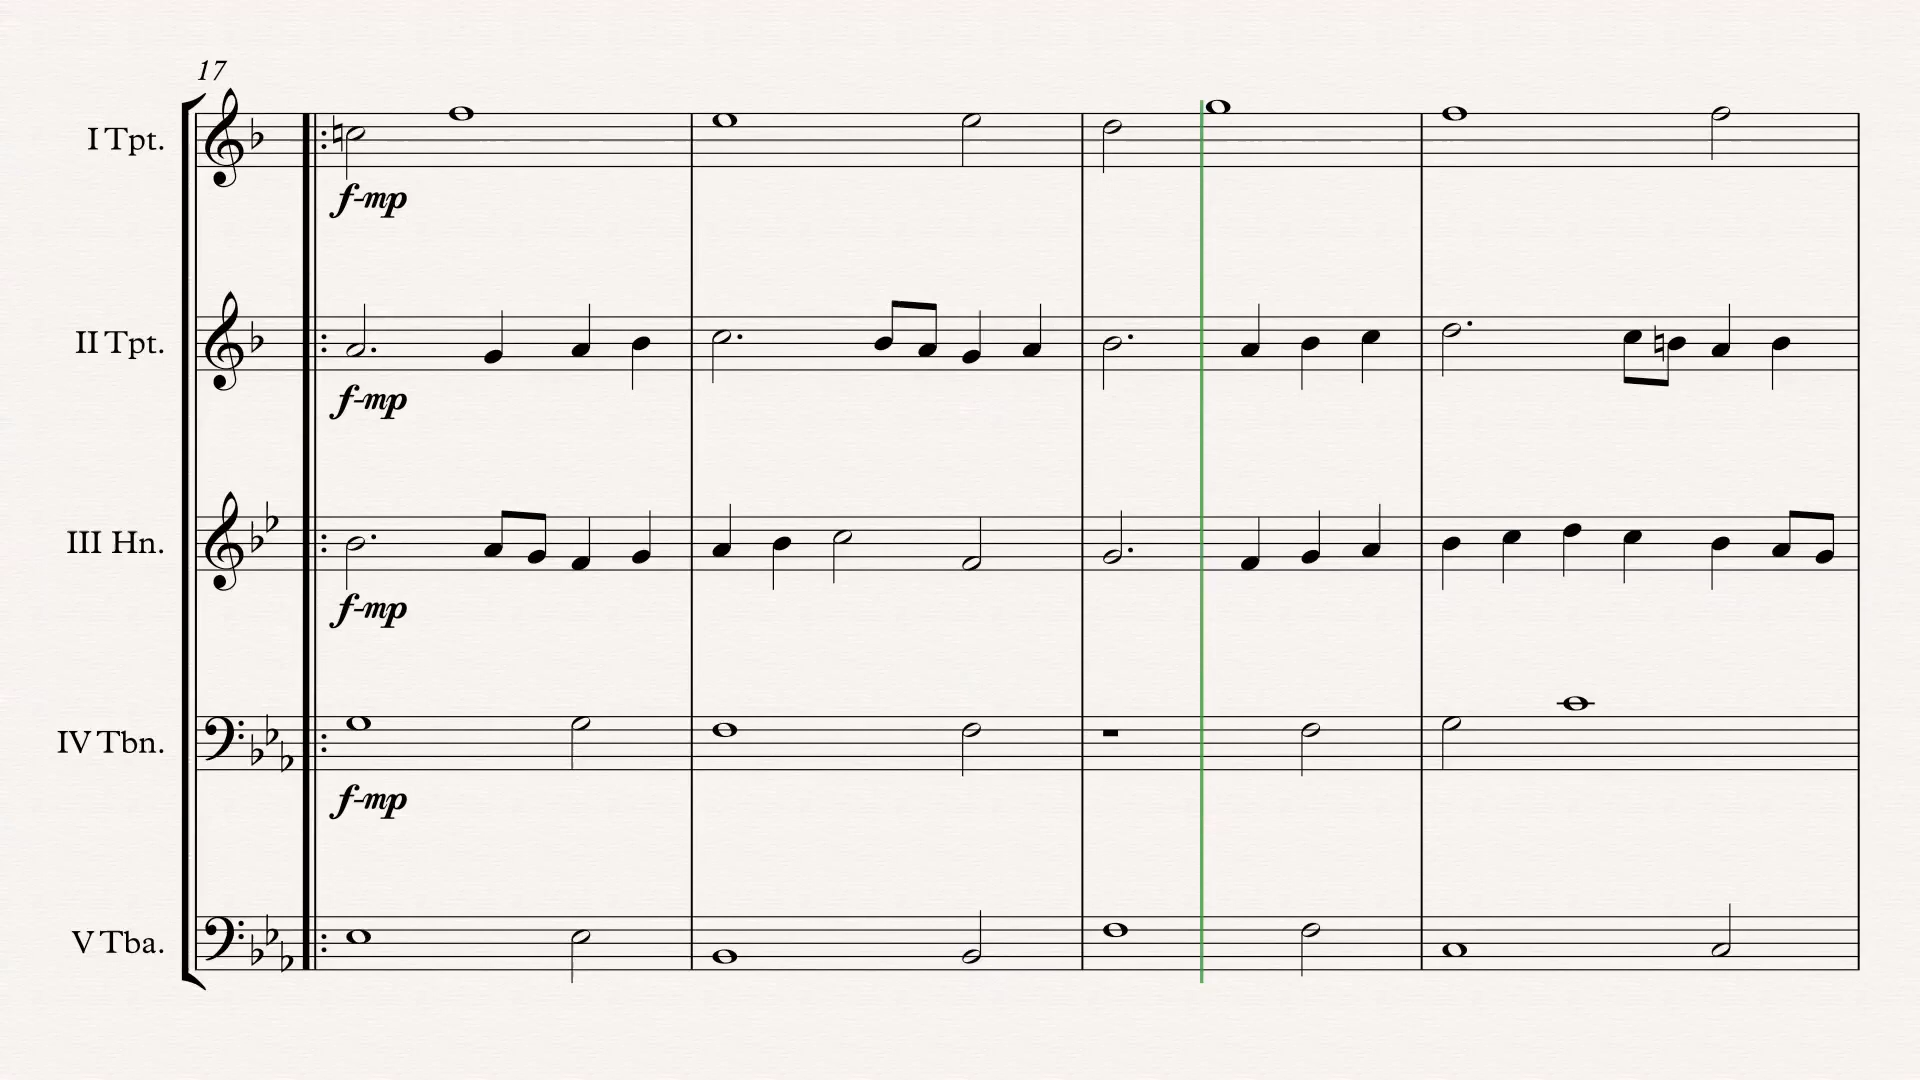 17
I Tpt.
f-mp
II Tpt.
f-mp
III Hn.
f-mp
IV Tbn.
f-mp
V Tba.